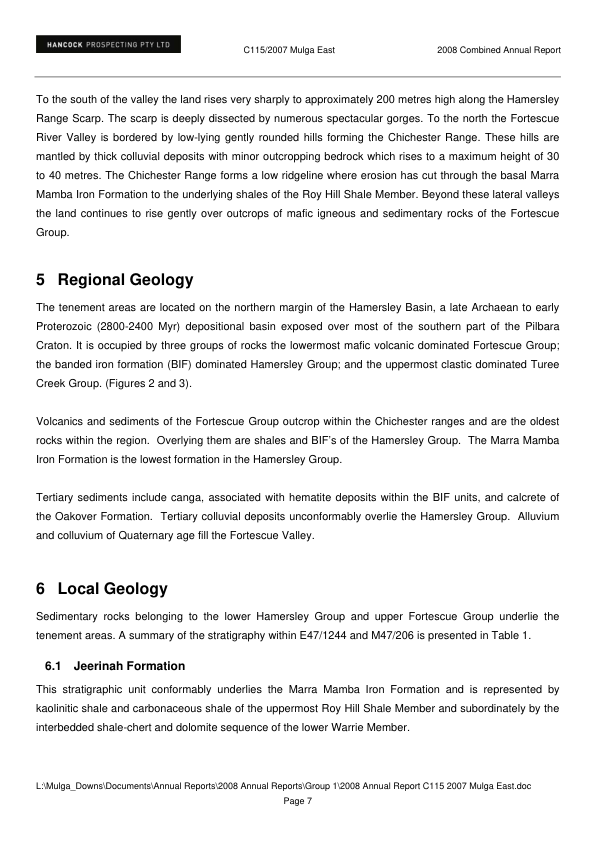 HANCOCK PROSPECTING PTY LTD
C115/2007 Mulga East
2008 Combined Annual Report
To the south of the valley the land rises very sharply to approximately 200 metres high along the Hamersley
Range Scarp. The scarp is deeply dissected by numerous spectacular gorges. To the north the Fortescue
River Valley is bordered by low-lying gently rounded hills forming the Chichester Range. These hills are
mantled by thick colluvial deposits with minor outcropping bedrock which rises to a maximum height of 30
to 40 metres. The Chichester Range forms a low ridgeline where erosion has cut through the basal Marra
Mamba Iron Formation to the underlying shales of the Roy Hill Shale Member. Beyond these lateral valleys
the land continues to rise gently over outcrops of mafic igneous and sedimentary rocks of the Fortescue
Group.
5 Regional Geology
The tenement areas are located on the northern margin of the Hamersley Basin, a late Archaean to early
Proterozoic (2800-2400 Myr) depositional basin exposed over most of the southern part of the Pilbara
Craton. It is occupied by three groups of rocks the lowermost mafic volcanic dominated Fortescue Group;
the banded iron formation (BIF) dominated Hamersley Group; and the uppermost clastic dominated Turee
Creek Group. (Figures 2 and 3).
Volcanics and sediments of the Fortescue Group outcrop within the Chichester ranges and are the oldest
rocks within the region. Overlying them are shales and BIF's of the Hamersley Group. The Marra Mamba
Iron Formation is the lowest formation in the Hamersley Group.
Tertiary sediments include canga, associated with hematite deposits within the BIF units, and calcrete of
the Oakover Formation. Tertiary colluvial deposits unconformably overlie the Hamersley Group. Alluvium
and colluvium of Quaternary age fill the Fortescue Valley.
6 Local Geology
Sedimentary rocks belonging to the lower Hamersley Group and upper Fortescue Group underlie the
tenement areas. A summary of the stratigraphy within E47/1244 and M47/206 is presented in Table 1.
6.1 Jeerinah Formation
This stratigraphic unit conformably underlies the Marra Mamba Iron Formation and is represented by
kaolinitic shale and carbonaceous shale of the uppermost Roy Hill Shale Member and subordinately by the
interbedded shale-chert and dolomite sequence of the lower Warrie Member.
L:\Mulga_Downs\Documents\Annual Reports\2008 Annual Reports\Group 1\2008 Annual Report C115 2007 Mulga East.doc
Page 7